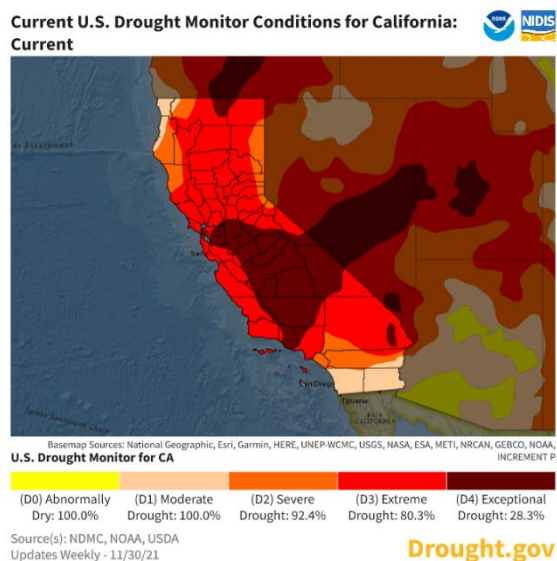 Current U.S. Drought Monitor Conditions for California:
Current
NOAA
NIDIS
San Diego
Tijuana
BAJA
CALIFORNIA
Basemap Sources: National Geographic, Esri, Garmin, HERE, UNEP-WCMC, USGS, NASA, ESA, METI, NRCAN, GEBCO, NOAA,
INCREMENT P
U.S. Drought Monitor for CA
(D0) Abnormally
Dry: 100.0%
(D1) Moderate
Drought: 100.0%
(D2) Severe
Drought: 92.4%
(D3) Extreme
Drought: 80.3%
(D4) Exceptional
Drought: 28.3%
Source(s): NDMC, NOAA, USDA
Updates Weekly - 11/30/21
Drought.gov